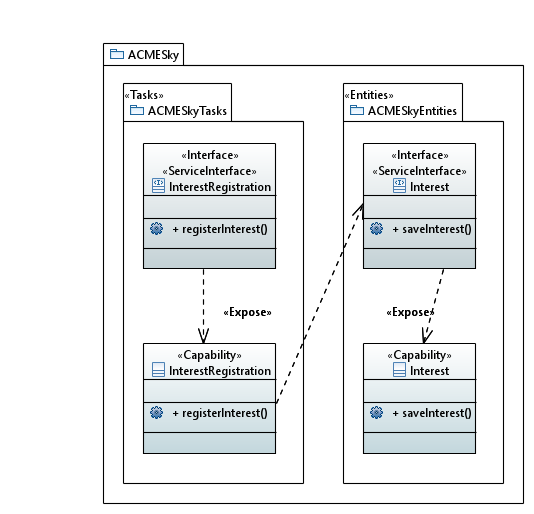 ACMESky
«Tasks»
ACMESkyTasks
«Entities»
ACMESkyEntities
«Interface»
«ServiceInterface»
InterestRegistration
+ registerInterest()
«Interface»
«ServiceInterface»
Interest
+ saveInterest()
«Expose»
«Expose»
«Capability»
InterestRegistration
+ registerInterest()
«Capability»
Interest
+ saveInterest()